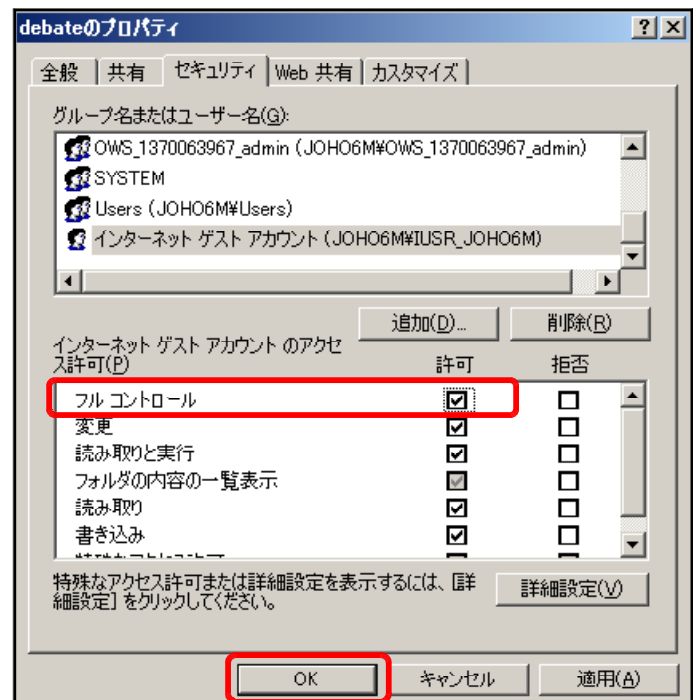 debateのプロパティ
全般 共有 セキュリティ Web 共有 カスタマイズ
グループ名またはユーザー名(G):
OWS_1370063967_admin (JOHO6M¥OWS_1370063967_admin)
SYSTEM
Users (JOHO6M¥Users)
インターネット ゲスト アカウント (JOHO6M¥IUSR_JOHO6M)
追加(D)... 削除(R)
インターネット ゲスト アカウント のアクセ
ス許可(P) 許可 拒否
フル コントロール
変更
読み取りと実行
フォルダの内容の一覧表示
読み取り
書き込み
特殊なアクセス許可または詳細設定を表示するには、[詳
細設定] をクリックしてください。
詳細設定(V)
OK キャンセル 適用(A)